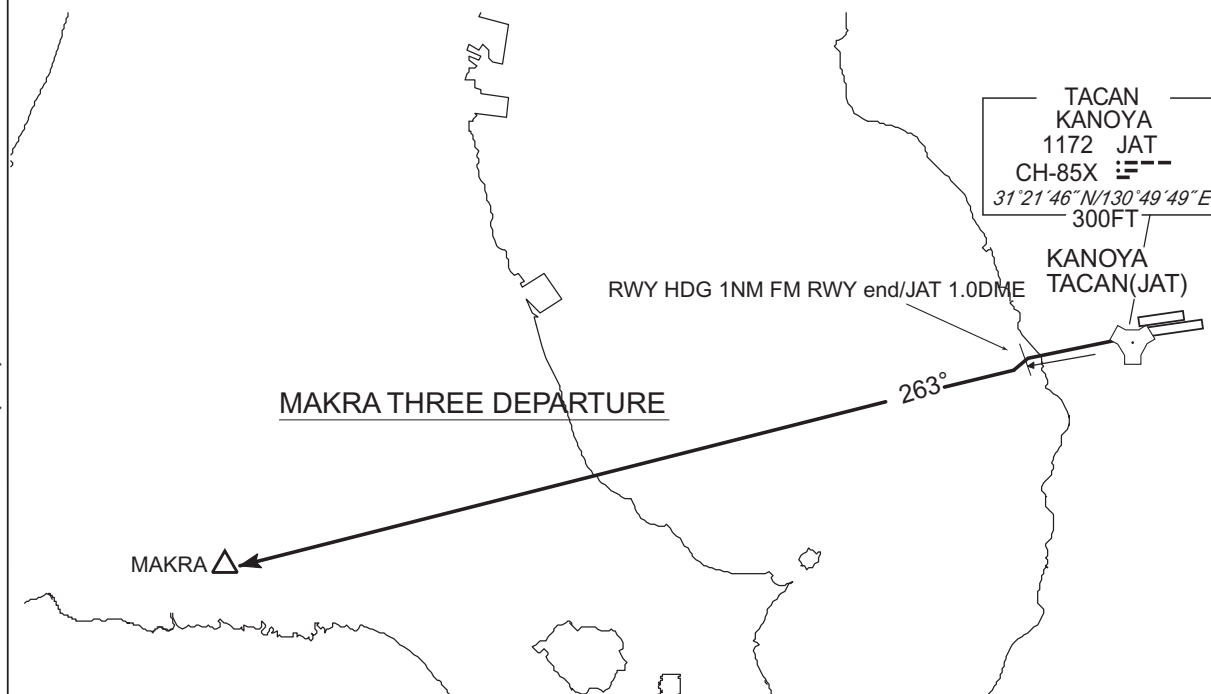 TACAN
KANOYA
1172 JAT
CH-85X
31°21´46˝N/130°49´49˝E
300FT
KANOYA
TACAN(JAT)
RWY HDG 1NM FM RWY end/JAT 1.0DME
263°
MAKRA THREE DEPARTURE
MAKRA